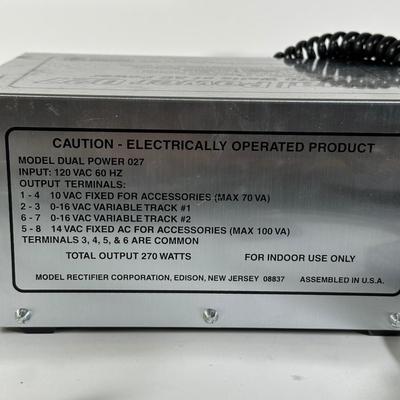 CAUTION - ELECTRICALLY OPERATED PRODUCT
MODEL DUAL POWER 027
INPUT: 120 VAC 60 HZ
OUTPUT TERMINALS:
1 - 4 10 VAC FIXED FOR ACCESSORIES (MAX 70 VA)
2 - 3 0-16 VAC VARIABLE TRACK #1
6 - 7 0-16 VAC VARIABLE TRACK #2
5 - 8 14 VAC FIXED AC FOR ACCESSORIES (MAX 100 VA)
TERMINALS 3, 4, 5, & 6 ARE COMMON
TOTAL OUTPUT 270 WATTS FOR INDOOR USE ONLY
MODEL RECTIFIER CORPORATION, EDISON, NEW JERSEY 08837 ASSEMBLED IN U.S.A.